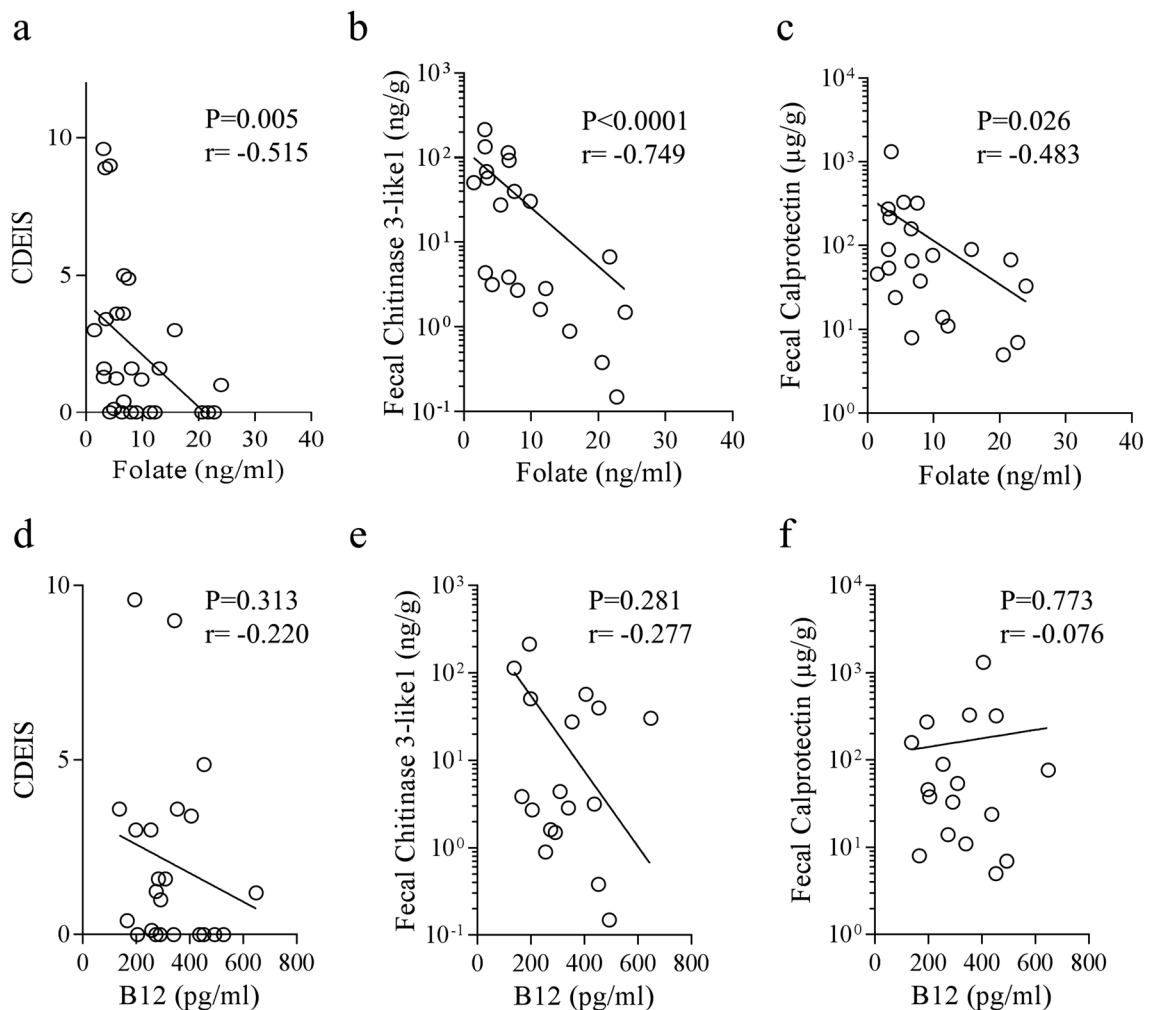 a
CDEIS
10
5
0
P=0.005
r= -0.515
0 10 20 30 40
Folate (ng/ml)
b
Fecal Chitinase 3-like1 (ng/g)
10³
10²
10¹
10⁰
10⁻¹
P<0.0001
r= -0.749
0 10 20 30 40
Folate (ng/ml)
c
Fecal Calprotectin (µg/g)
10⁴
10³
10²
10¹
10⁰
P=0.026
r= -0.483
0 10 20 30 40
Folate (ng/ml)
d
CDEIS
10
5
0
P=0.313
r= -0.220
0 200 400 600 800
B12 (pg/ml)
e
Fecal Chitinase 3-like1 (ng/g)
10³
10²
10¹
10⁰
10⁻¹
P=0.281
r= -0.277
0 200 400 600 800
B12 (pg/ml)
f
Fecal Calprotectin (µg/g)
10⁴
10³
10²
10¹
10⁰
P=0.773
r= -0.076
0 200 400 600 800
B12 (pg/ml)